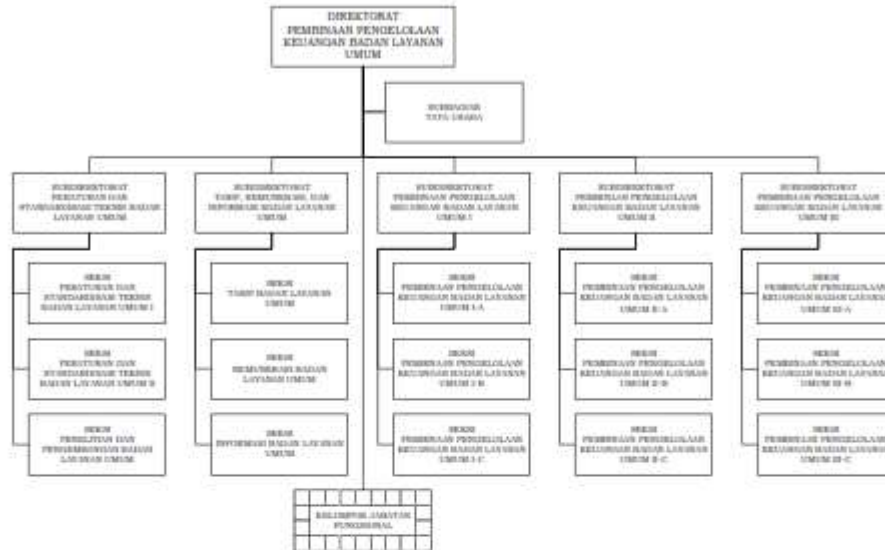 DIREKTORAT
PEMBINAAN PENGELOLAAN
KEUANGAN BADAN LAYANAN
UMUM
SUBBAGIAN
TATA USAHA
SUBDIREKTORAT
PERATURAN DAN
STANDARDISASI TEKNIS BADAN
LAYANAN UMUM
SUBDIREKTORAT
TARIF, REMUNERASI, DAN
INFORMASI BADAN LAYANAN
UMUM
SUBDIREKTORAT
PEMBINAAN PENGELOLAAN
KEUANGAN BADAN LAYANAN
UMUM I
SUBDIREKTORAT
PEMBINAAN PENGELOLAAN
KEUANGAN BADAN LAYANAN
UMUM II
SUBDIREKTORAT
PEMBINAAN PENGELOLAAN
KEUANGAN BADAN LAYANAN
UMUM III
SEKSI
PERATURAN DAN
STANDARDISASI TEKNIS
BADAN LAYANAN UMUM I
SEKSI
TARIF BADAN LAYANAN
UMUM
SEKSI
PEMBINAAN PENGELOLAAN
KEUANGAN BADAN LAYANAN
UMUM I-A
SEKSI
PEMBINAAN PENGELOLAAN
KEUANGAN BADAN LAYANAN
UMUM II-A
SEKSI
PEMBINAAN PENGELOLAAN
KEUANGAN BADAN LAYANAN
UMUM III-A
SEKSI
PERATURAN DAN
STANDARDISASI TEKNIS
BADAN LAYANAN UMUM II
SEKSI
REMUNERASI BADAN
LAYANAN UMUM
SEKSI
PEMBINAAN PENGELOLAAN
KEUANGAN BADAN LAYANAN
UMUM I-B
SEKSI
PEMBINAAN PENGELOLAAN
KEUANGAN BADAN LAYANAN
UMUM II-B
SEKSI
PEMBINAAN PENGELOLAAN
KEUANGAN BADAN LAYANAN
UMUM III-B
SEKSI
PENELITIAN DAN
PENGEMBANGAN BADAN
LAYANAN UMUM
SEKSI
INFORMASI BADAN LAYANAN
UMUM
SEKSI
PEMBINAAN PENGELOLAAN
KEUANGAN BADAN LAYANAN
UMUM I-C
SEKSI
PEMBINAAN PENGELOLAAN
KEUANGAN BADAN LAYANAN
UMUM II-C
SEKSI
PEMBINAAN PENGELOLAAN
KEUANGAN BADAN LAYANAN
UMUM III-C
KELOMPOK JABATAN
FUNGSIONAL